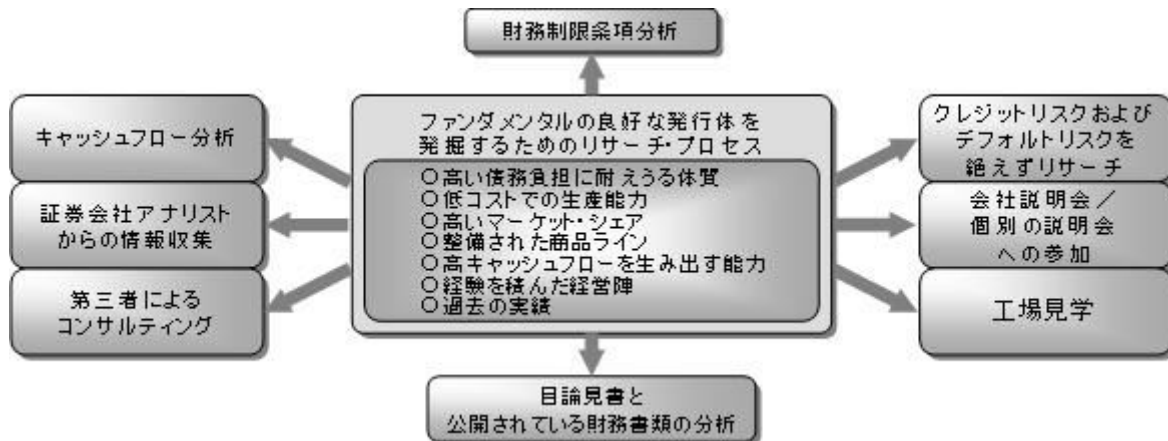 財務制限条項分析
キャッシュフロー分析
証券会社アナリスト
からの情報収集
第三者による
コンサルティング
ファンダメンタルの良好な発行体を
発掘するためのリサーチ・プロセス
○高い債務負担に耐えうる体質
○低コストでの生産能力
○高いマーケット・シェア
○整備された商品ライン
○高キャッシュフローを生み出す能力
○経験を積んだ経営陣
○過去の実績
クレジットリスクおよび
デフォルトリスクを
絶えずリサーチ
会社説明会／
個別の説明会
への参加
工場見学
目論見書と
公開されている財務書類の分析